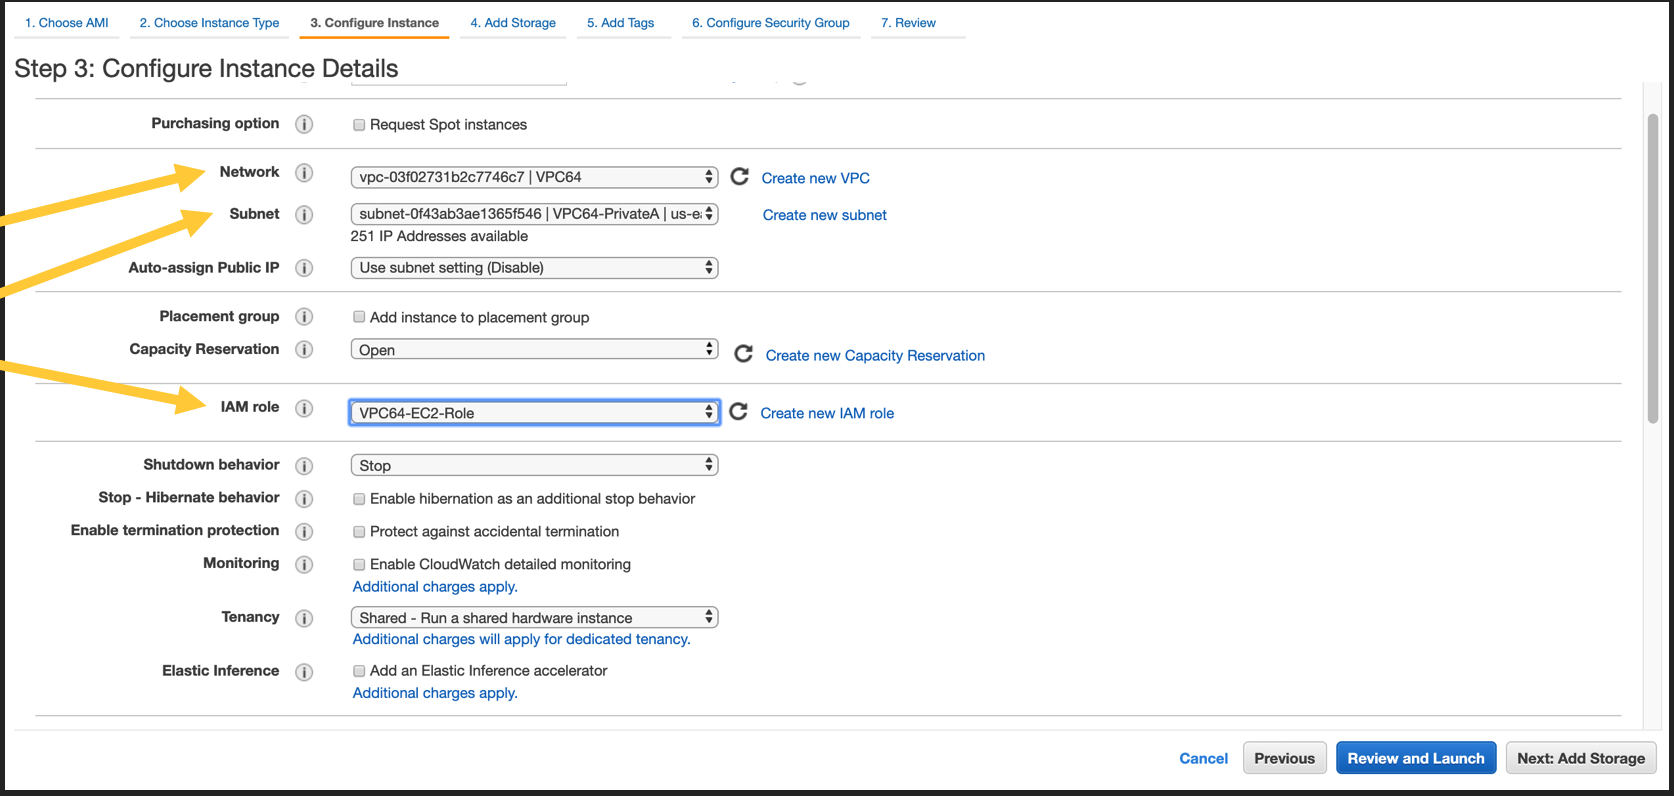 1. Choose AMI 2. Choose Instance Type 3. Configure Instance 4. Add Storage 5. Add Tags 6. Configure Security Group 7. Review
Step 3: Configure Instance Details
Purchasing option Request Spot instances
Network vpc-03f02731b2c7746c7 | VPC64 Create new VPC
Subnet subnet-0f43ab3ae1365f546 | VPC64-PrivateA | us-ea Create new subnet
251 IP Addresses available
Auto-assign Public IP Use subnet setting (Disable)
Placement group Add instance to placement group
Capacity Reservation Open Create new Capacity Reservation
IAM role VPC64-EC2-Role Create new IAM role
Shutdown behavior Stop
Stop - Hibernate behavior Enable hibernation as an additional stop behavior
Enable termination protection Protect against accidental termination
Monitoring Enable CloudWatch detailed monitoring
Additional charges apply.
Tenancy Shared - Run a shared hardware instance
Additional charges will apply for dedicated tenancy.
Elastic Inference Add an Elastic Inference accelerator
Additional charges apply.
Cancel Previous Review and Launch Next: Add Storage